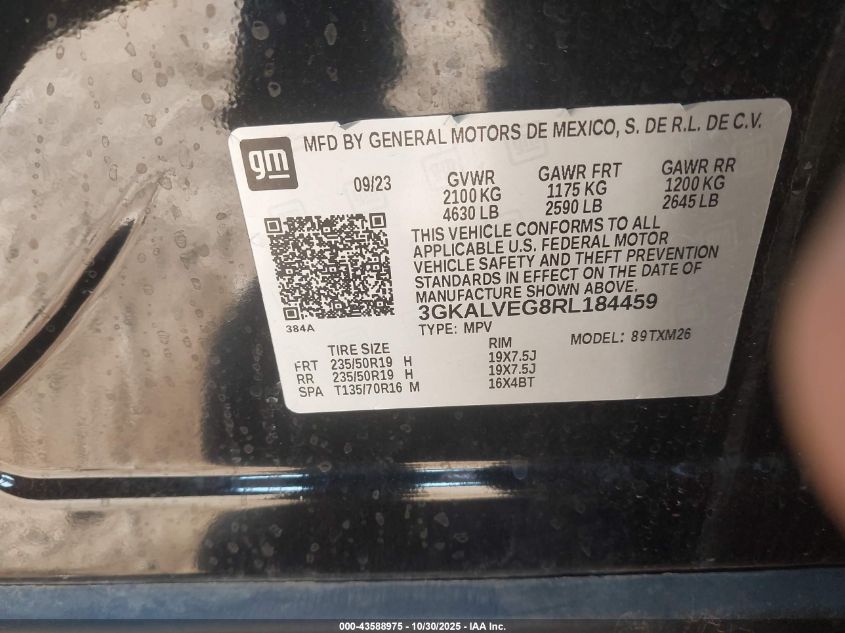 gm
MFD BY GENERAL MOTORS DE MEXICO, S. DE R.L. DE C.V.
09/23 GVWR GAWR FRT GAWR RR
2100 KG 1175 KG 1200 KG
4630 LB 2590 LB 2645 LB
THIS VEHICLE CONFORMS TO ALL
APPLICABLE U.S. FEDERAL MOTOR
VEHICLE SAFETY AND THEFT PREVENTION
STANDARDS IN EFFECT ON THE DATE OF
MANUFACTURE SHOWN ABOVE.
384A
3GKALVEG8RL184459
TYPE: MPV MODEL: 89TXM26
TIRE SIZE RIM
FRT 235/50R19 H 19X7.5J
RR 235/50R19 H 19X7.5J
SPA T135/70R16 M 16X4BT
000-43588975 - 10/30/2025 - IAA Inc.